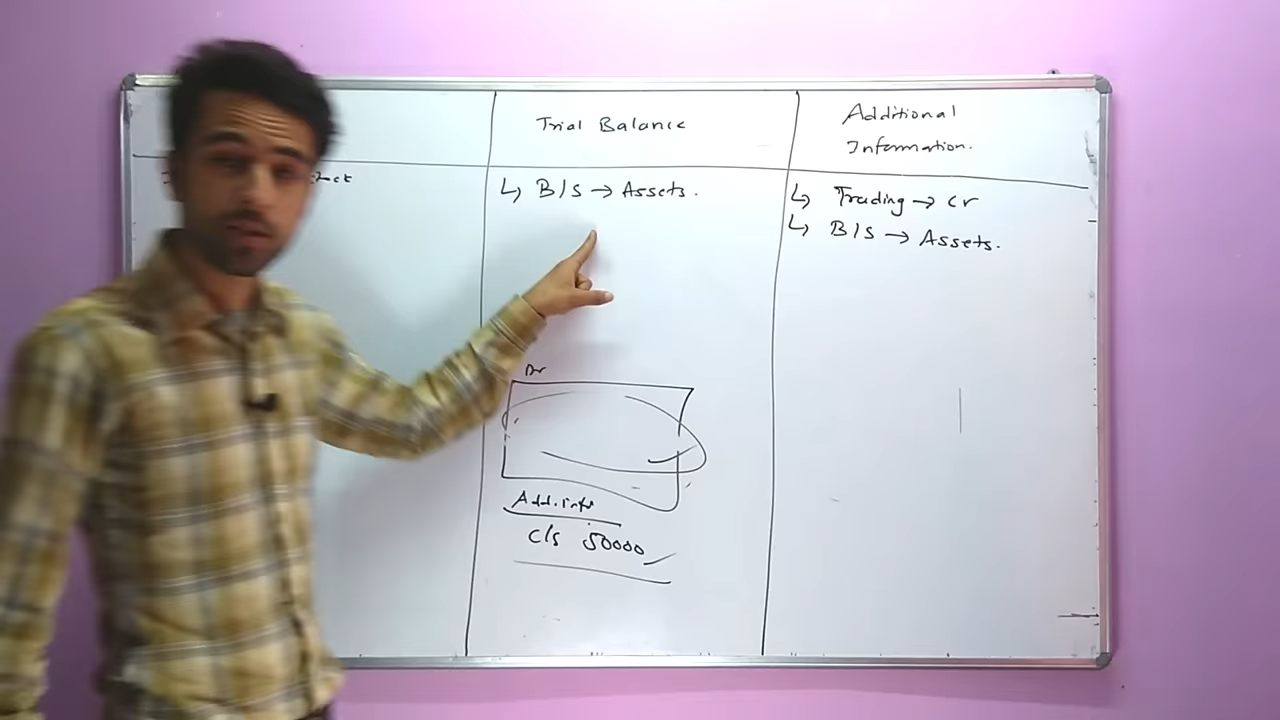 Trial Balance
Additional
Information.
↳ B/S → Assets.
↳ Trading → Cr
↳ B/S → Assets.
Dr
Add. info
C/S 50000